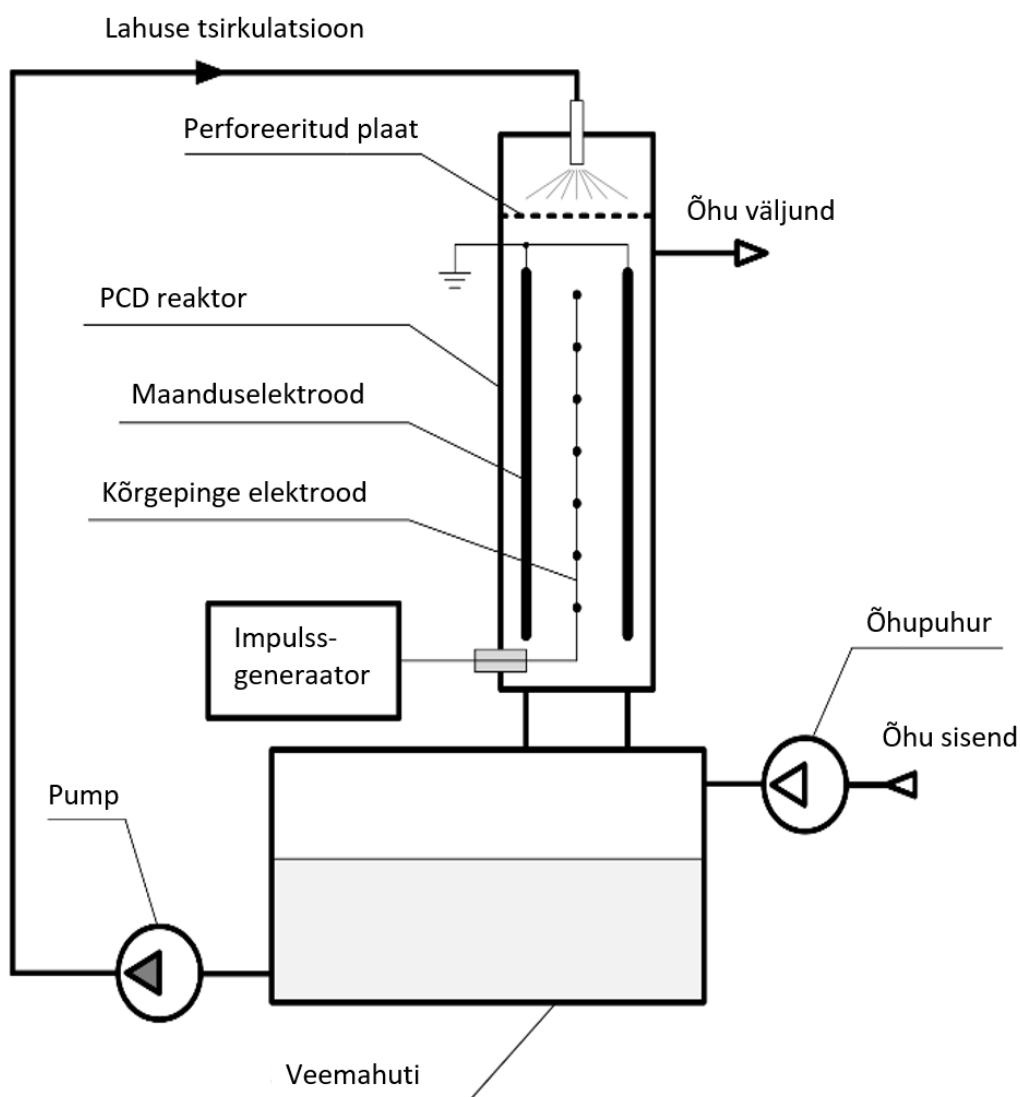 Lahuse tsirkulatsioon
Perforeeritud plaat
Õhu väljund
PCD reaktor
Maanduselektrood
Kõrgepinge elektrood
Impulss-
generaator
Õhupuhur
Õhu sisend
Pump
Veemahuti